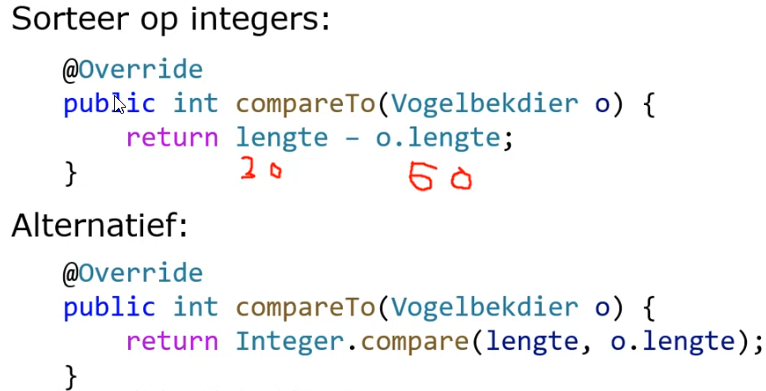 Sorteer op integers:
@Override
public int compareTo(Vogelbekdier o) {
return lengte – o.lengte;
}
20 50
Alternatief:
@Override
public int compareTo(Vogelbekdier o) {
return Integer.compare(lengte, o.lengte);
}